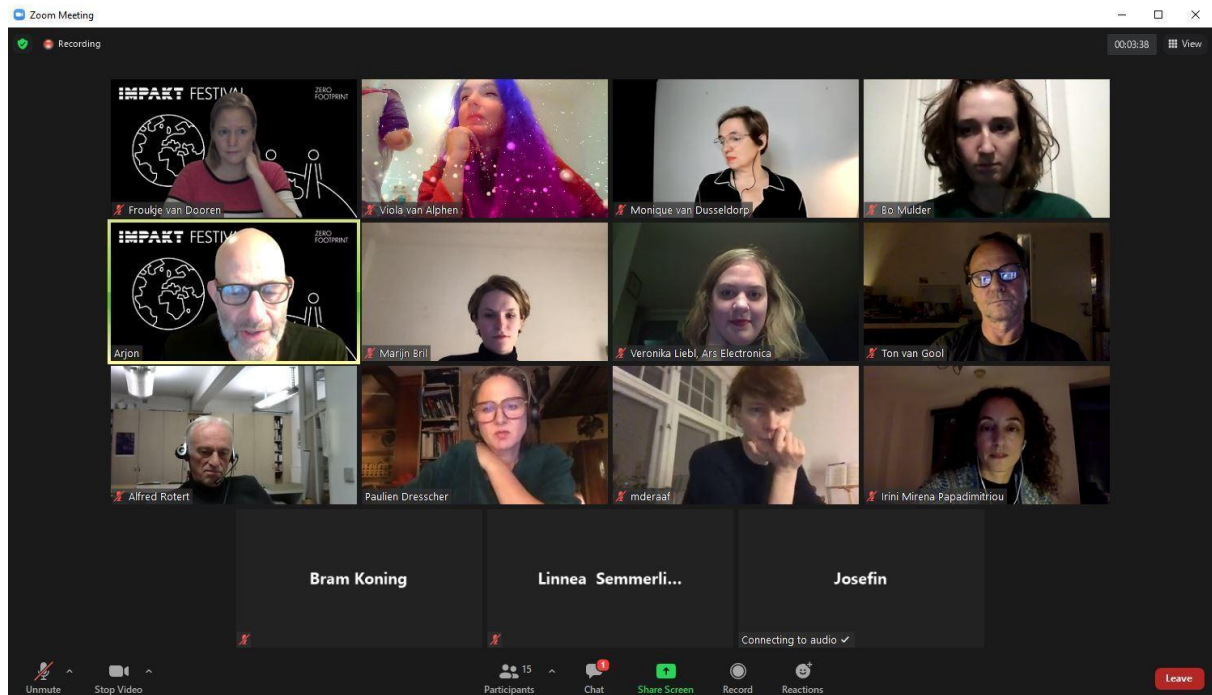 Zoom Meeting
Recording
00:03:38 View
IMPAKT FESTIVAL
ZERO
FOOTPRINT
Froukje van Dooren
Viola van Alphen
Monique van Dusseldorp
Bo Mulder
IMPAKT FESTIV
ZERO
FOOTPRINT
Arjon
Marijn Bril
Veronika Liebl, Ars Electronica
Ton van Gool
Alfred Rotert
Paulien Dresscher
mderaaf
Irini Mirena Papadimitriou
Bram Koning
Linnea Semmerli...
Josefin
Connecting to audio ✓
Unmute
Stop Video
15
Participants
1
Chat
Share Screen
Record
Reactions
Leave